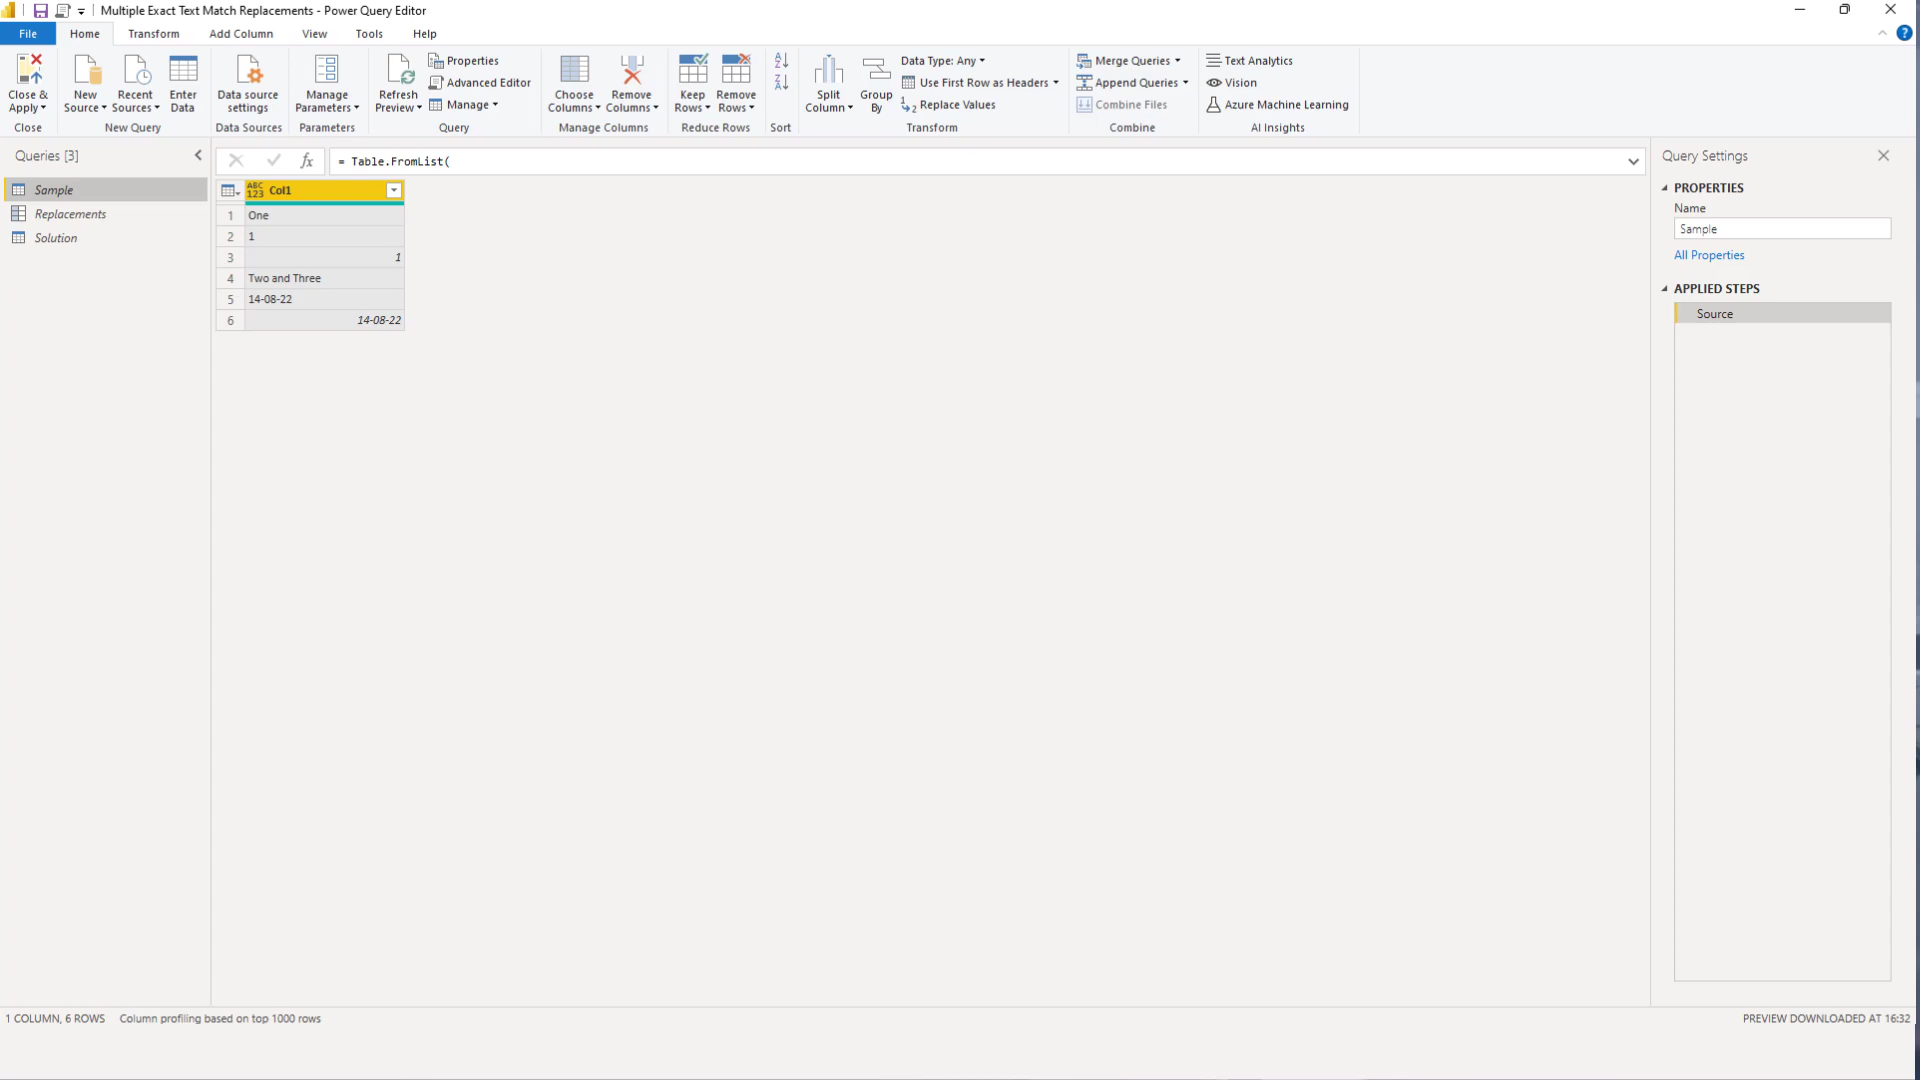 Multiple Exact Text Match Replacements - Power Query Editor
File
Home
Transform
Add Column
View
Tools
Help
?
Close &
Apply
Close
New
Source
Recent
Sources
Enter
Data
New Query
Data source
settings
Data Sources
Manage
Parameters
Parameters
Refresh
Preview
Properties
Advanced Editor
Manage
Query
Choose
Columns
Remove
Columns
Manage Columns
Keep
Rows
Remove
Rows
Reduce Rows
A
Z
Z
A
Sort
Split
Column
Group
By
Data Type: Any
Use First Row as Headers
1
2 Replace Values
Transform
Merge Queries
Append Queries
Combine Files
Combine
Text Analytics
Vision
Azure Machine Learning
AI Insights
Queries [3]
Sample
Replacements
Solution
fx
= Table.FromList(
ABC
123
Col1
1 One
2 1
3 1
4 Two and Three
5 14-08-22
6 14-08-22
Query Settings
PROPERTIES
Name
Sample
All Properties
APPLIED STEPS
Source
1 COLUMN, 6 ROWS
Column profiling based on top 1000 rows
PREVIEW DOWNLOADED AT 16:32